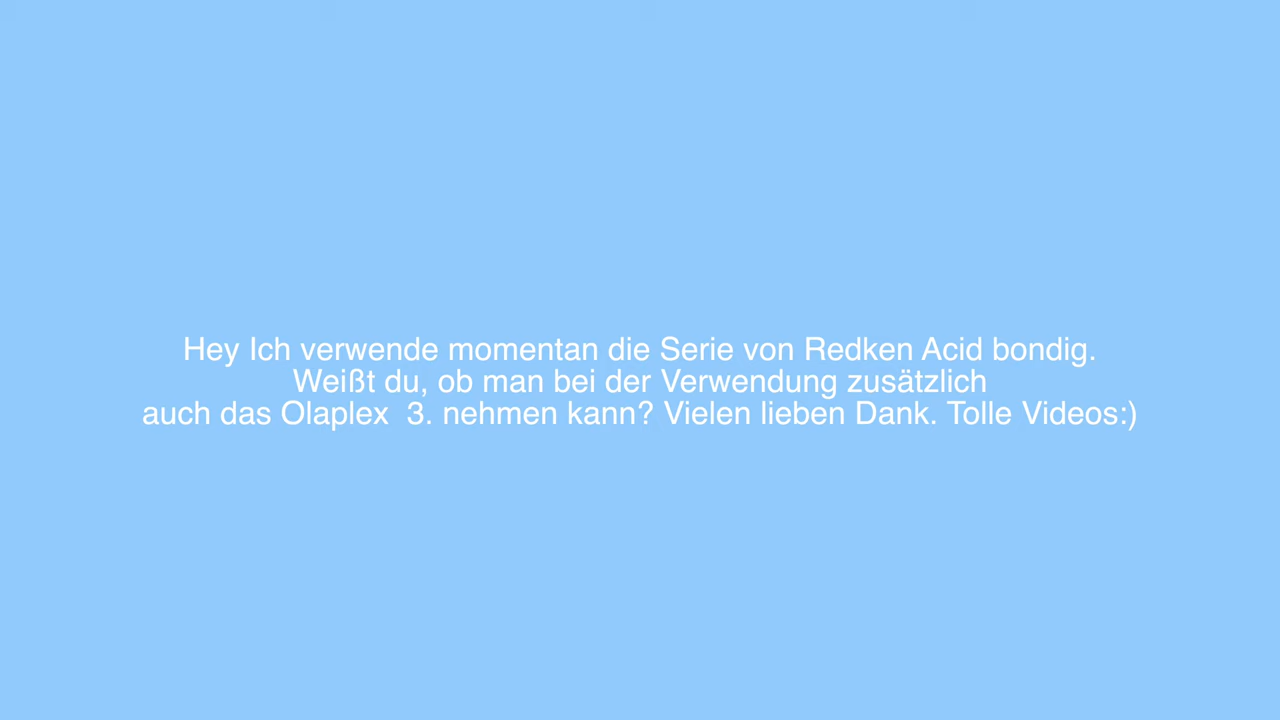 Hey Ich verwende momentan die Serie von Redken Acid bondig.
Weißt du, ob man bei der Verwendung zusätzlich
auch das Olaplex  3. nehmen kann? Vielen lieben Dank. Tolle Videos:)